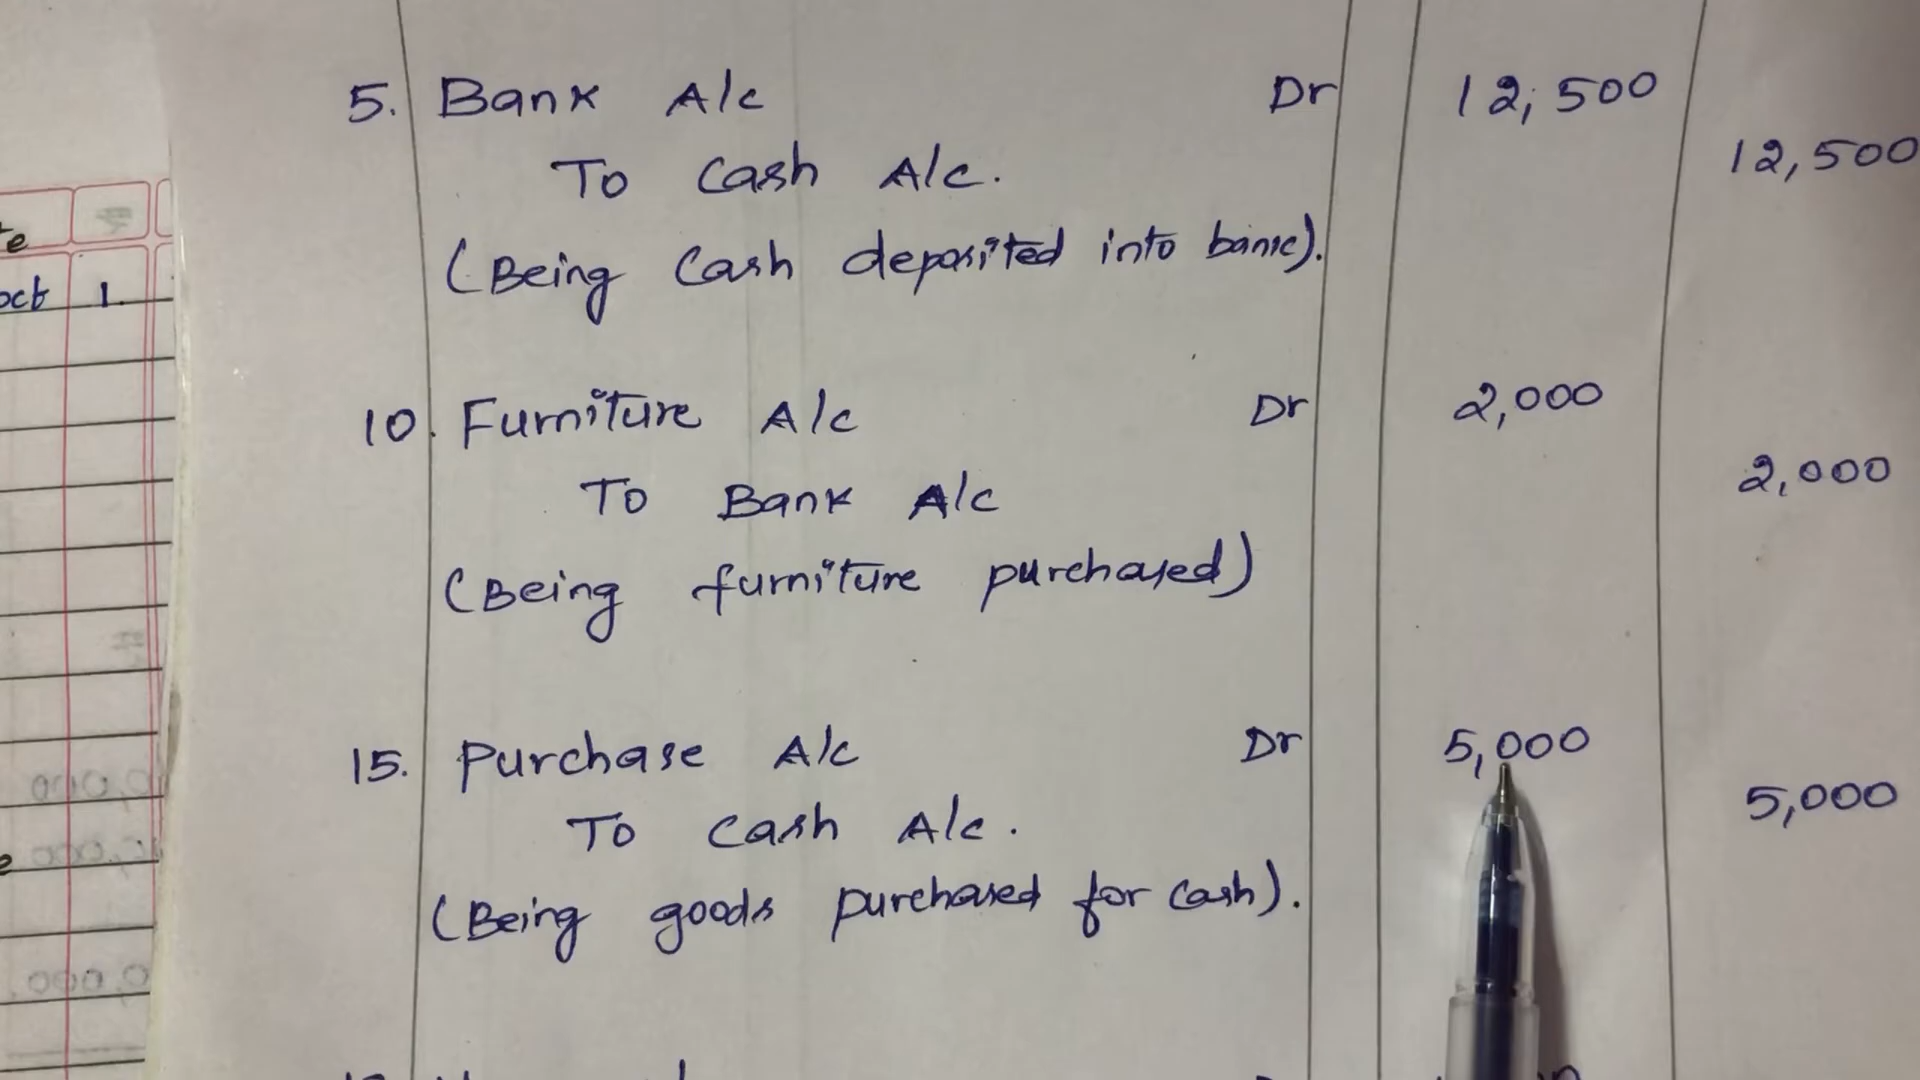 5. Bank A/c Dr 12,500
To Cash A/c. 12,500
(Being Cash deposited into bank).
10. Furniture A/c Dr 2,000
To Bank A/c 2,000
(Being furniture purchased)
15. Purchase A/c Dr 5,000
To Cash A/c. 5,000
(Being goods purchased for Cash).
oct 1.